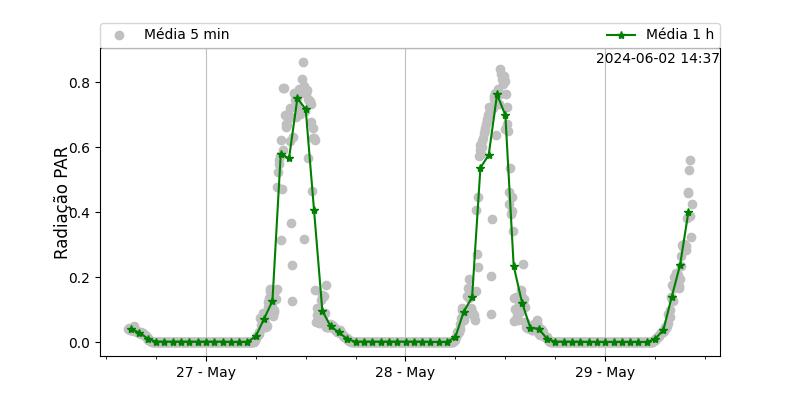 Média 5 min
Média 1 h
2024-06-02 14:37
Radiação PAR
0.8
0.6
0.4
0.2
0.0
27 - May
28 - May
29 - May